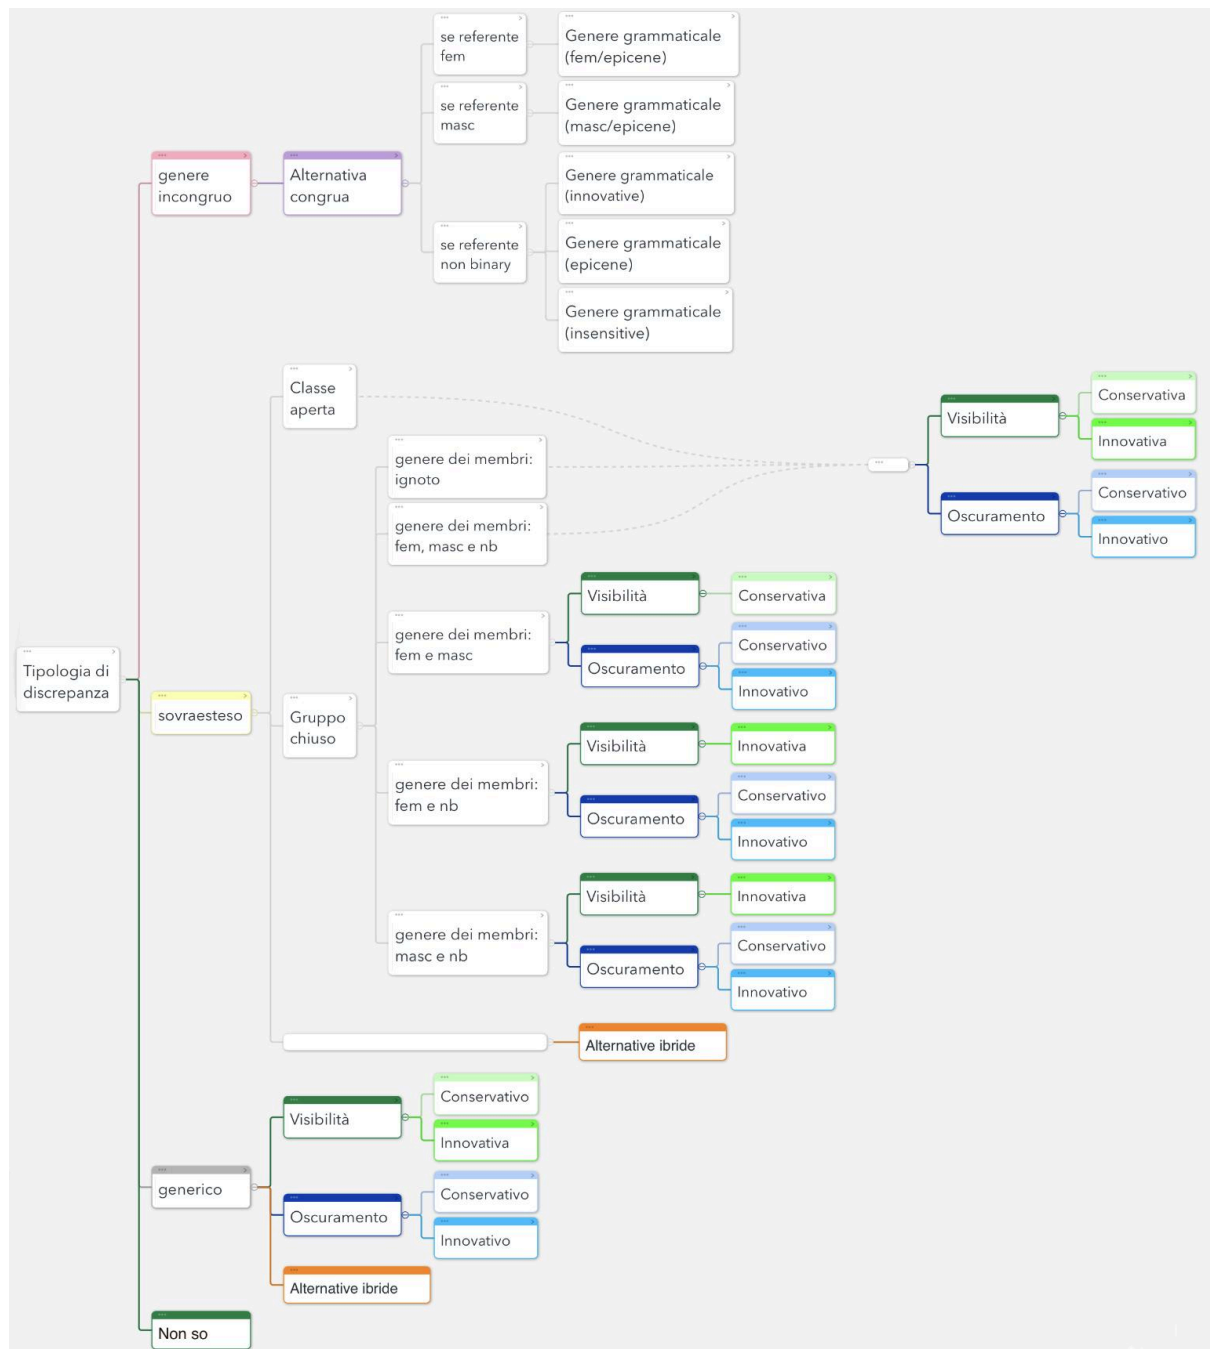 se referente
fem
Genere grammaticale
(fem/epicene)
se referente
masc
Genere grammaticale
(masc/epicene)
genere
incongruo
Alternativa
congrua
Genere grammaticale
(innovative)
se referente
non binary
Genere grammaticale
(epicene)
Genere grammaticale
(insensitive)
Classe
aperta
Visibilità
Conservativa
Innovativa
genere dei membri:
ignoto
Oscuramento
Conservativo
Innovativo
genere dei membri:
fem, masc e nb
Visibilità
Conservativa
genere dei membri:
fem e masc
Oscuramento
Conservativo
Innovativo
Tipologia di
discrepanza
sovraesteso
Gruppo
chiuso
Visibilità
Innovativa
genere dei membri:
fem e nb
Oscuramento
Conservativo
Innovativo
Visibilità
Innovativa
genere dei membri:
masc e nb
Oscuramento
Conservativo
Innovativo
Alternative ibride
Visibilità
Conservativo
Innovativa
generico
Oscuramento
Conservativo
Innovativo
Alternative ibride
Non so